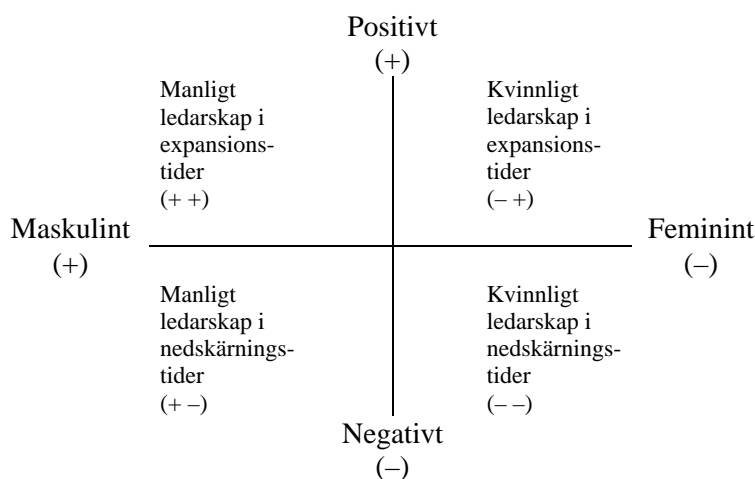 Positivt
(+)
Manligt
ledarskap i
expansions-
tider
(+ +)
Kvinnligt
ledarskap i
expansions-
tider
(– +)
Maskulint
(+)
Feminint
(–)
Manligt
ledarskap i
nedskärnings-
tider
(+ –)
Kvinnligt
ledarskap i
nedskärnings-
tider
(– –)
Negativt
(–)